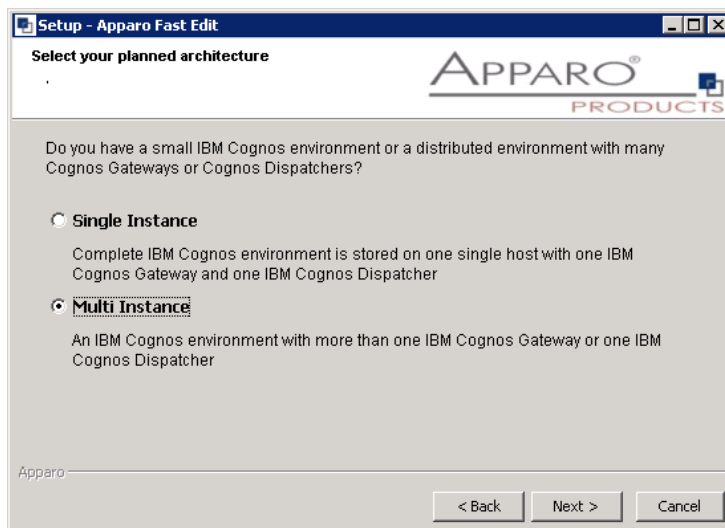 Setup - Apparo Fast Edit
Select your planned architecture
.
APPARO®
PRODUCTS
Do you have a small IBM Cognos environment or a distributed environment with many
Cognos Gateways or Cognos Dispatchers?
Single Instance
Complete IBM Cognos environment is stored on one single host with one IBM
Cognos Gateway and one IBM Cognos Dispatcher
Multi Instance
An IBM Cognos environment with more than one IBM Cognos Gateway or one IBM
Cognos Dispatcher
Apparo
< Back
Next >
Cancel